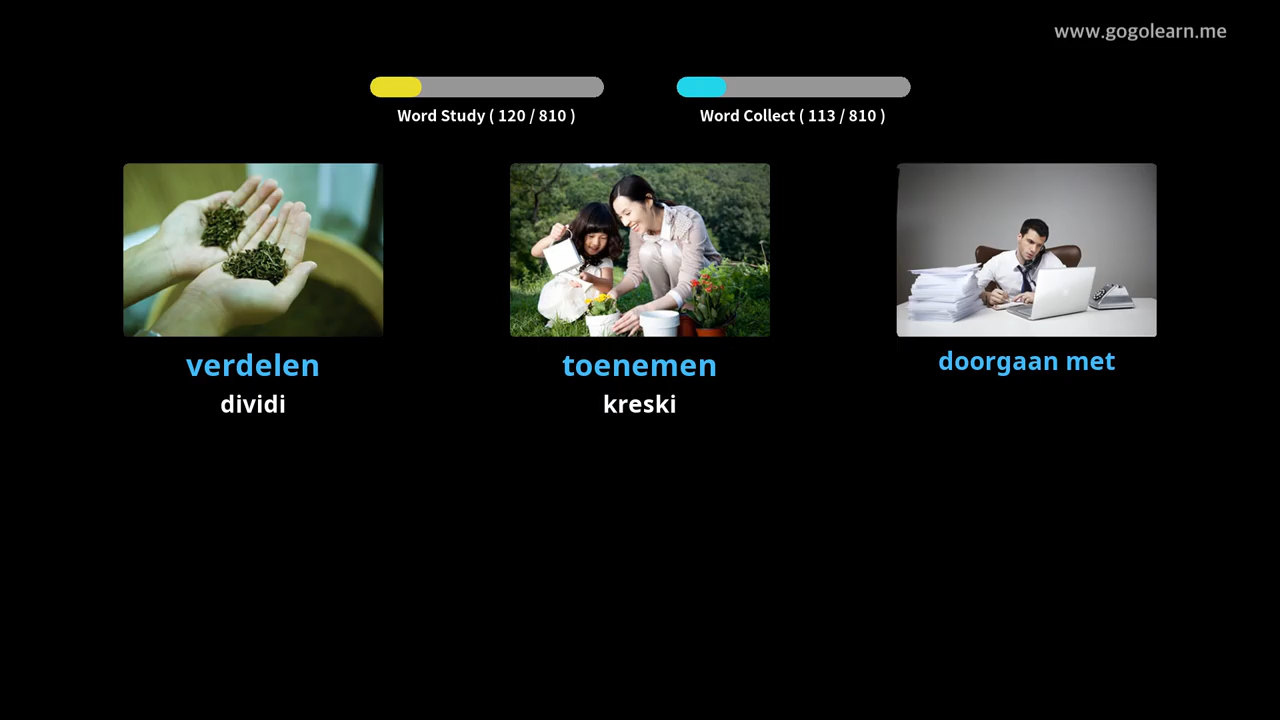 www.gogolearn.me
Word Study ( 120 / 810 )
Word Collect ( 113 / 810 )
verdelen
toenemen
doorgaan met
dividi
kreski